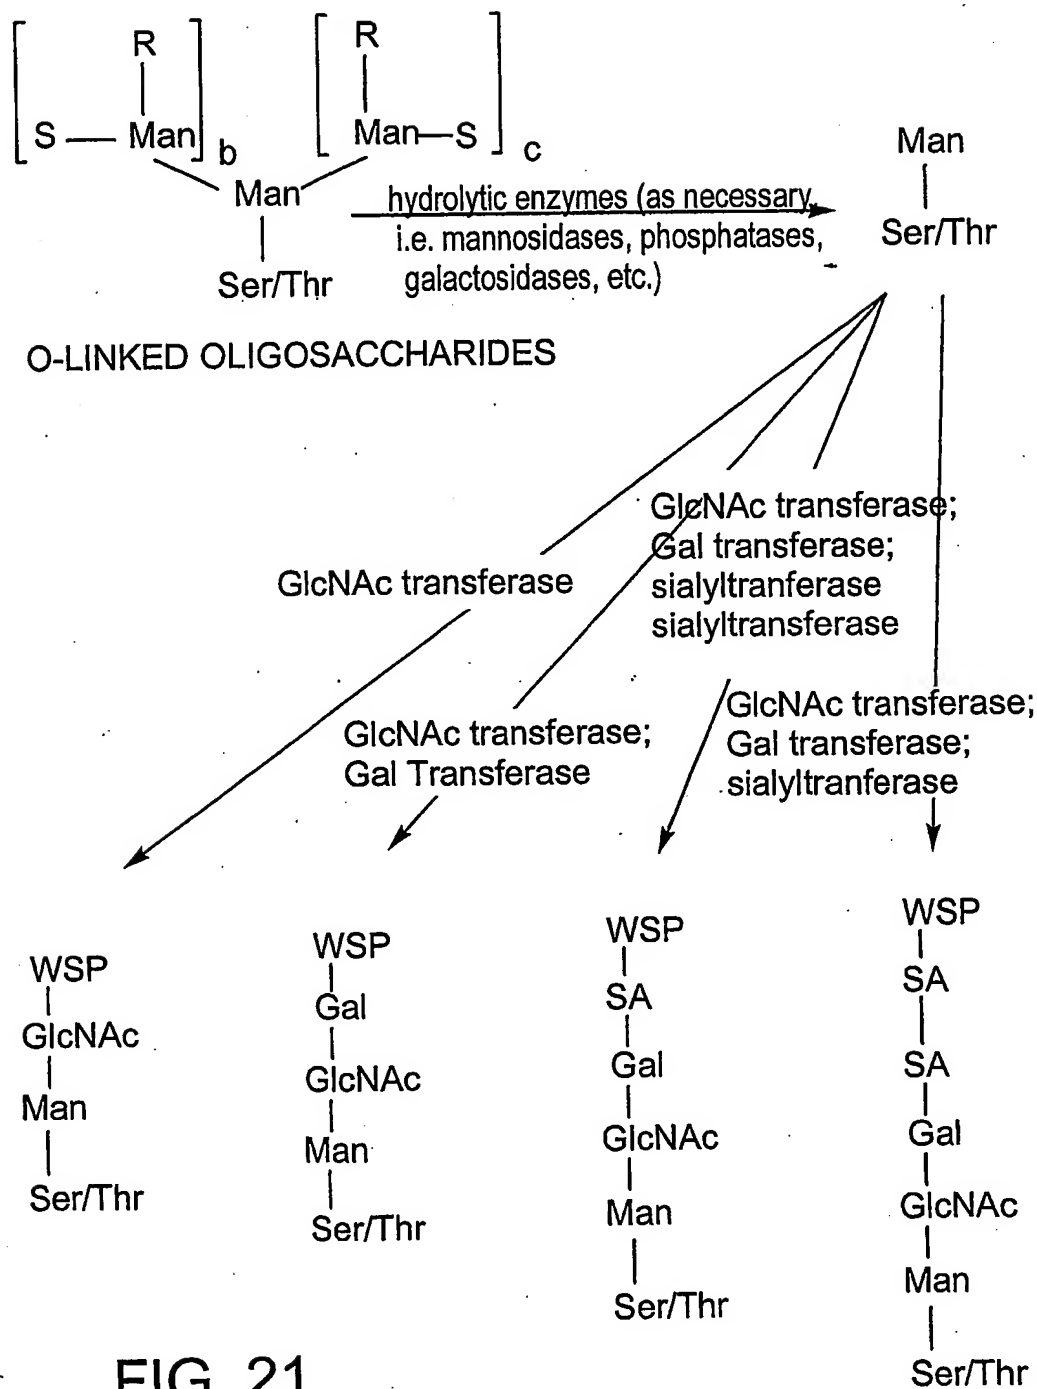 R
R
S — Man
b
Man—S
c
Man
Man
Ser/Thr
Ser/Thr
hydrolytic enzymes (as necessary,
i.e. mannosidases, phosphatases,
galactosidases, etc.)
O-LINKED OLIGOSACCHARIDES
GlcNAc transferase
GlcNAc transferase;
Gal Transferase
GlcNAc transferase;
Gal transferase;
sialyltranferase
sialyltransferase
GlcNAc transferase;
Gal transferase;
sialyltranferase
WSP
GlcNAc
Man
Ser/Thr
WSP
Gal
GlcNAc
Man
Ser/Thr
WSP
SA
Gal
GlcNAc
Man
Ser/Thr
WSP
SA
SA
Gal
GlcNAc
Man
Ser/Thr
FIG. 21